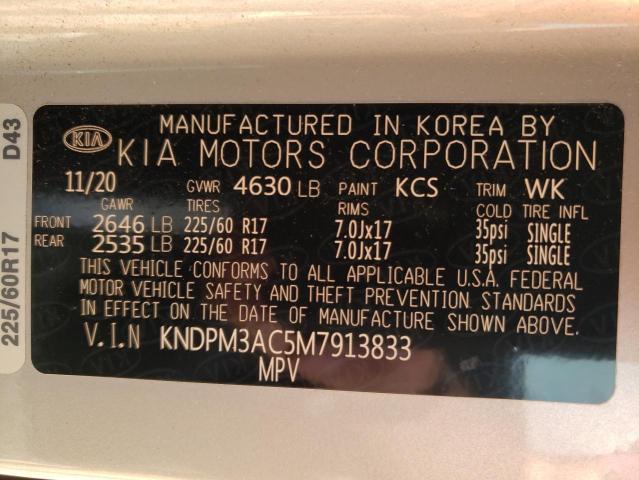 225/60R17 D43
KIA
MANUFACTURED IN KOREA BY
KIA MOTORS CORPORATION
11/20 GVWR 4630 LB PAINT KCS TRIM WK
GAWR TIRES RIMS COLD TIRE INFL
FRONT 2646 LB 225/60 R17 7.0Jx17 35psi SINGLE
REAR 2535 LB 225/60 R17 7.0Jx17 35psi SINGLE
THIS VEHICLE CONFORMS TO ALL APPLICABLE U.S.A. FEDERAL
MOTOR VEHICLE SAFETY AND THEFT PREVENTION STANDARDS
IN EFFECT ON THE DATE OF MANUFACTURE SHOWN ABOVE.
V.I.N KNDPM3AC5M7913833
MPV